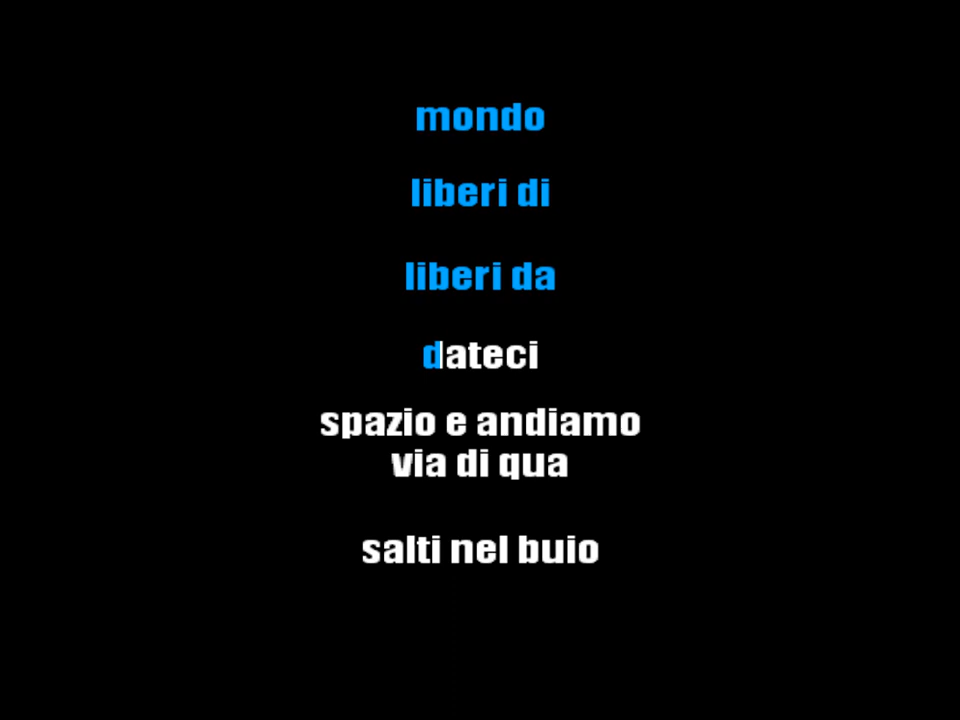 mondo
liberi di
liberi da
dateci
spazio e andiamo
via di qua
salti nel buio